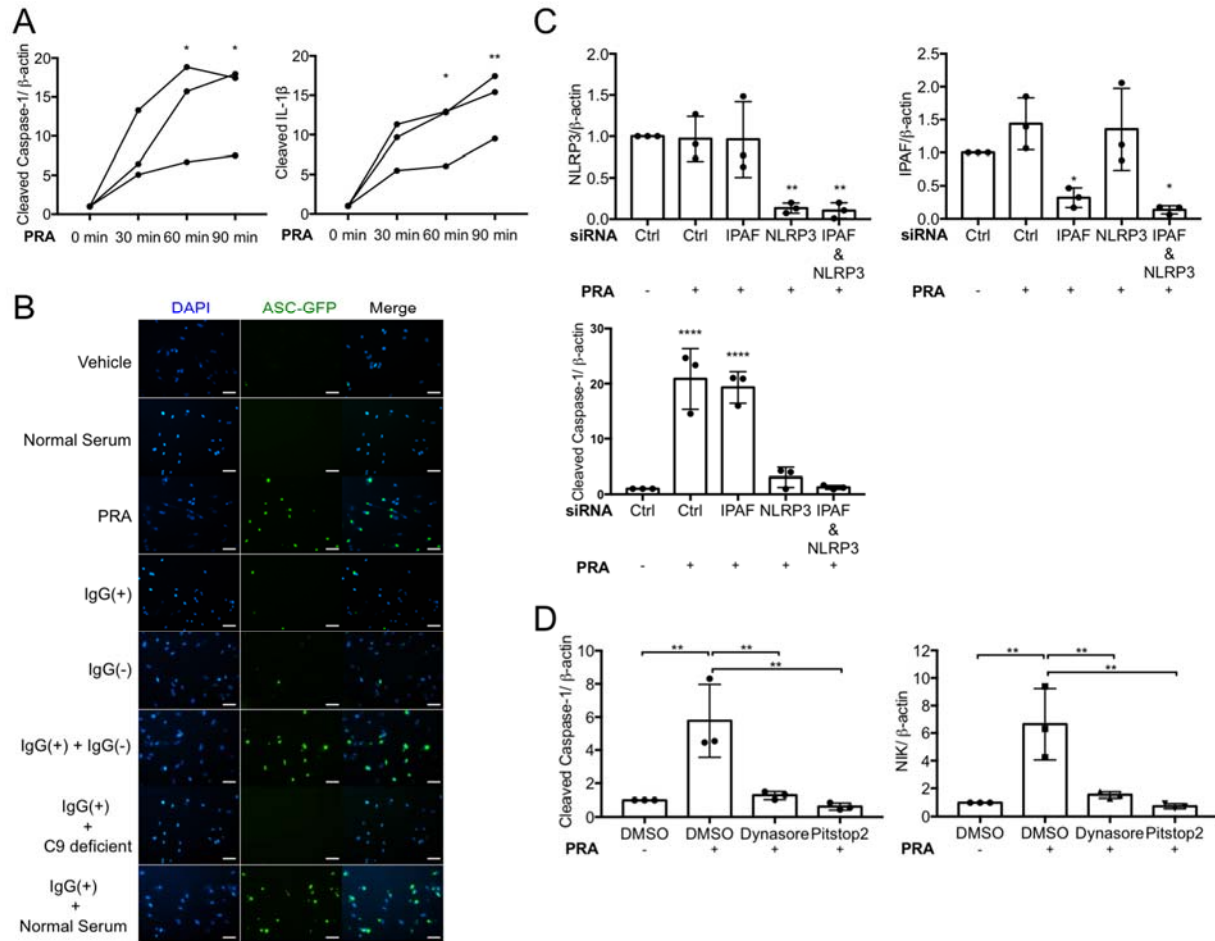 A
Cleaved Caspase-1/ β-actin
20
15
10
5
0
* *
PRA 0 min 30 min 60 min 90 min
Cleaved IL-1β
20
15
10
5
0
* **
PRA 0 min 30 min 60 min 90 min
B
DAPI ASC-GFP Merge
Vehicle
Normal Serum
PRA
IgG(+)
IgG(-)
IgG(+) + IgG(-)
IgG(+)
+
C9 deficient
IgG(+)
+
Normal Serum
C
NLRP3/β-actin
2.0
1.5
1.0
0.5
0.0
** **
siRNA Ctrl Ctrl IPAF NLRP3 IPAF
&
NLRP3
PRA - + + + +
IPAF/β-actin
2.0
1.5
1.0
0.5
0.0
* *
siRNA Ctrl Ctrl IPAF NLRP3 IPAF
&
NLRP3
PRA - + + + +
Cleaved Caspase-1/ β-actin
30
20
10
0
**** ****
siRNA Ctrl Ctrl IPAF NLRP3 IPAF
&
NLRP3
PRA - + + + +
D
Cleaved Caspase-1/ β-actin
10
8
6
4
2
0
** **
**
DMSO DMSO Dynasore Pitstop2
PRA - + + +
NIK/ β-actin
12
10
8
6
4
2
0
** **
**
DMSO DMSO Dynasore Pitstop2
PRA - + + +